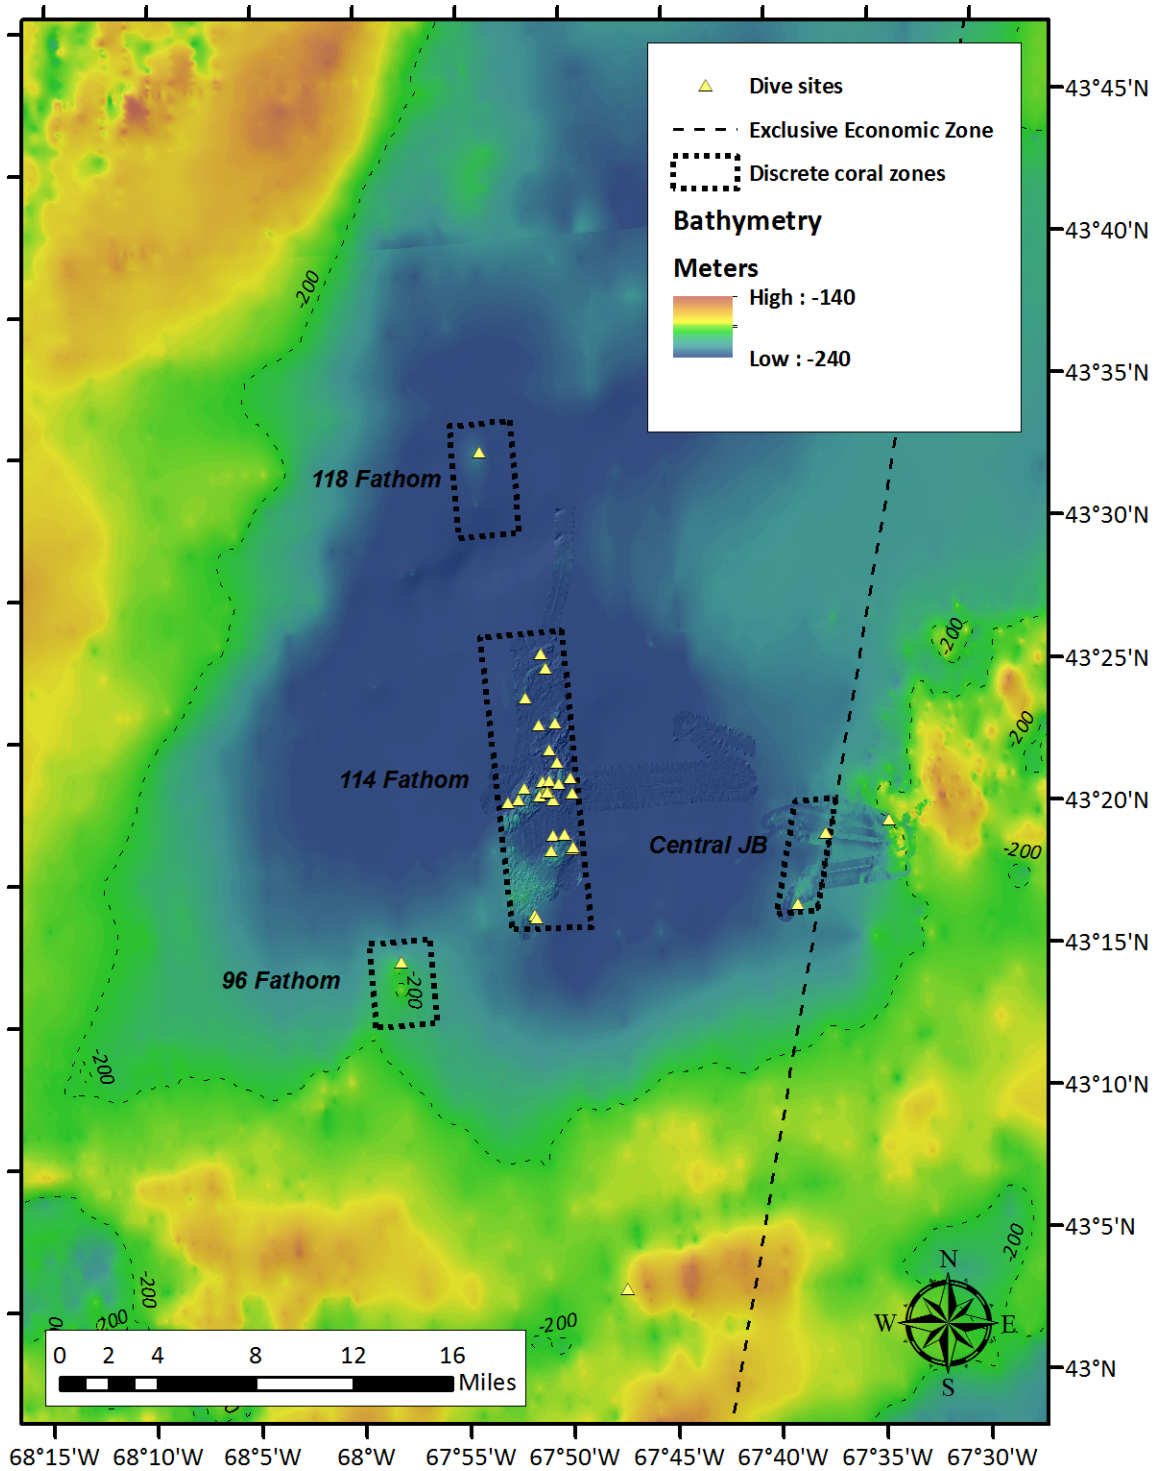 Dive sites
Exclusive Economic Zone
Discrete coral zones
Bathymetry
Meters
High : -140
Low : -240
43°45'N
43°40'N
43°35'N
43°30'N
43°25'N
43°20'N
43°15'N
43°10'N
43°5'N
43°N
-200
118 Fathom
-200
-200
114 Fathom
Central JB
-200
96 Fathom
-200
-200
-200
-200
-200
-200
N
W E
S
0 2 4 8 12 16
Miles
68°15'W 68°10'W 68°5'W 68°W 67°55'W 67°50'W 67°45'W 67°40'W 67°35'W 67°30'W